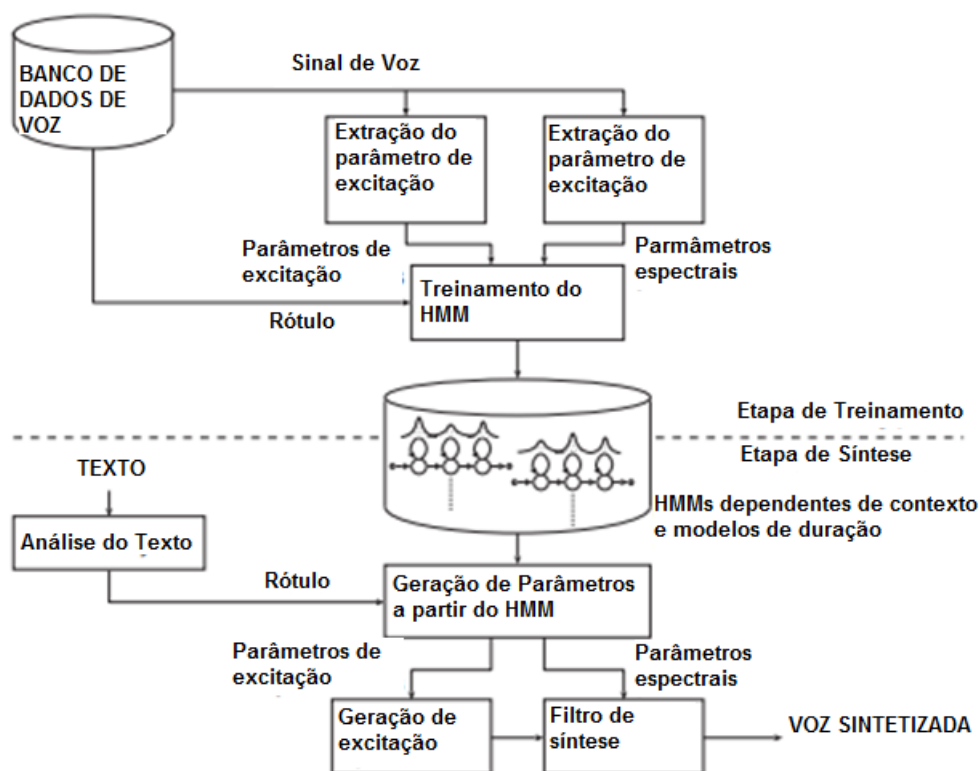 BANCO DE
DADOS DE
VOZ
Sinal de Voz
Extração do
parâmetro de
excitação
Extração do
parâmetro de
excitação
Parâmetros de
excitação
Parmâmetros
espectrais
Rótulo
Treinamento do
HMM
Etapa de Treinamento
Etapa de Síntese
TEXTO
HMMs dependentes de contexto
e modelos de duração
Análise do Texto
Rótulo
Geração de Parâmetros
a partir do HMM
Parâmetros de
excitação
Parâmetros
espectrais
Geração de
excitação
Filtro de
síntese
VOZ SINTETIZADA